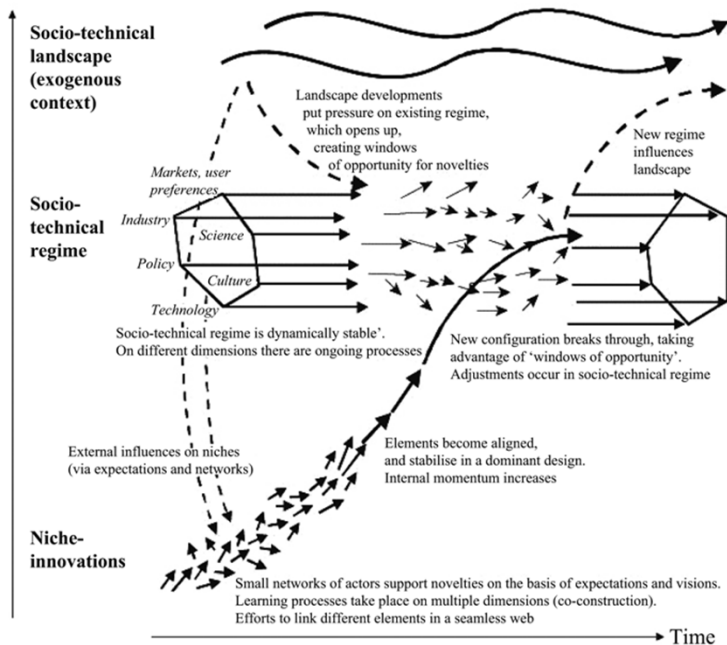 Socio-technical
landscape
(exogenous
context)
Landscape developments
put pressure on existing regime,
which opens up,
creating windows
of opportunity for novelties
New regime
influences
landscape
Markets, user
preferences
Socio-
technical
regime
Industry
Science
Policy
Culture
Technology
Socio-technical regime is dynamically stable’.
On different dimensions there are ongoing processes
New configuration breaks through, taking
advantage of ‘windows of opportunity’.
Adjustments occur in socio-technical regime
External influences on niches
(via expectations and networks)
Elements become aligned,
and stabilise in a dominant design.
Internal momentum increases
Niche-
innovations
Small networks of actors support novelties on the basis of expectations and visions.
Learning processes take place on multiple dimensions (co-construction).
Efforts to link different elements in a seamless web
Time